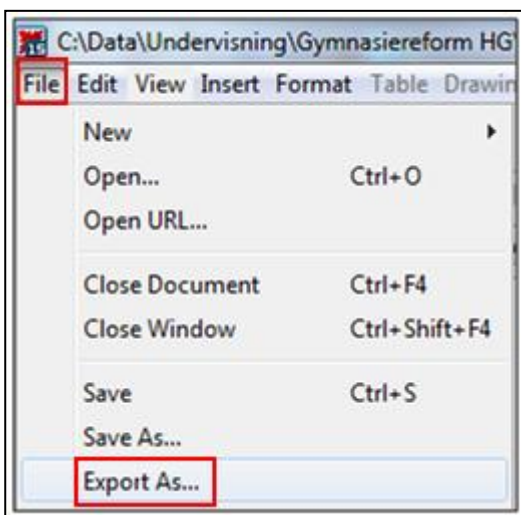 C:\Data\Undervisning\Gymnasiereform HG
File Edit View Insert Format Table
New
Open... Ctrl+O
Open URL...
Close Document Ctrl+F4
Close Window Ctrl+Shift+F4
Save Ctrl+S
Save As...
Export As...